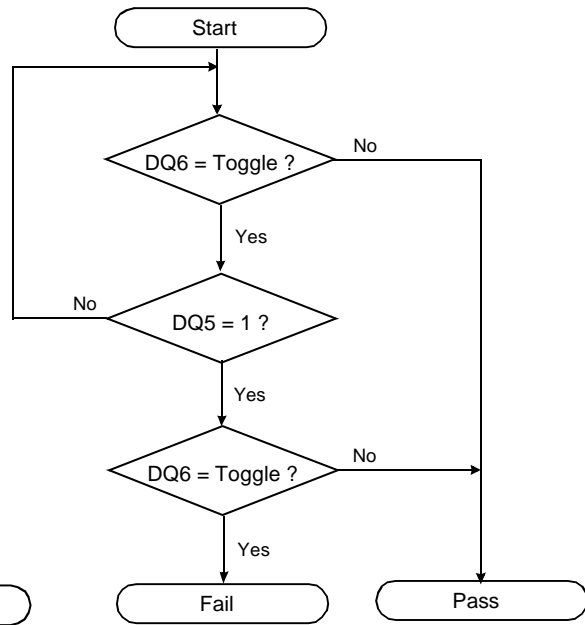 Start
DQ6 = Toggle ?
No
Yes
No
DQ5 = 1 ?
Yes
DQ6 = Toggle ?
No
Yes
Fail
Pass